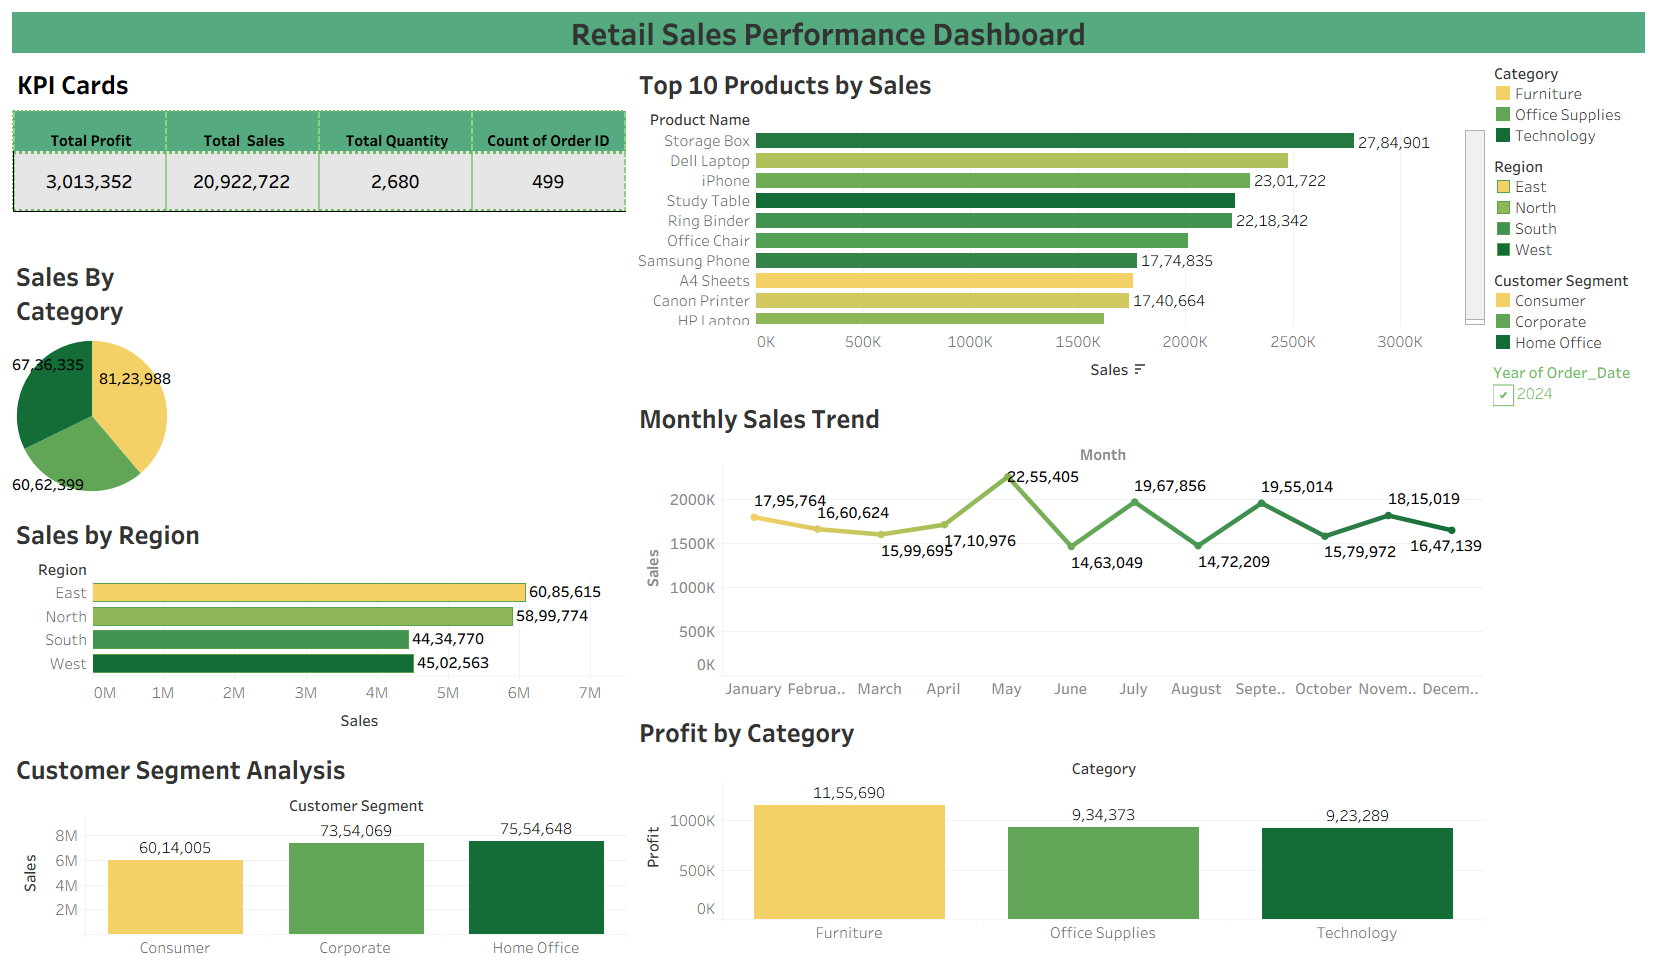 Retail Sales Performance Dashboard
KPI Cards
Total Profit Total  Sales Total Quantity Count of Order ID
3,013,352 20,922,722 2,680 499
Sales By
Category
67,36,335
81,23,988
60,62,399
Sales by Region
Region
East 60,85,615
North 58,99,774
South 44,34,770
West 45,02,563
0M 1M 2M 3M 4M 5M 6M 7M
Sales
Customer Segment Analysis
Customer Segment
Sales
8M
6M
4M
2M
60,14,005
73,54,069
75,54,648
Consumer Corporate Home Office
Top 10 Products by Sales
Product Name
Storage Box 27,84,901
Dell Laptop
iPhone 23,01,722
Study Table
Ring Binder 22,18,342
Office Chair
Samsung Phone 17,74,835
A4 Sheets
Canon Printer 17,40,664
HP Laptop
0K 500K 1000K 1500K 2000K 2500K 3000K
Sales
Monthly Sales Trend
Month
Sales
2000K
1500K
1000K
500K
0K
17,95,764
16,60,624
15,99,695
17,10,976
22,55,405
14,63,049
19,67,856
14,72,209
19,55,014
15,79,972
18,15,019
16,47,139
January Februa.. March April May June July August Septe.. October Novem.. Decem..
Profit by Category
Category
Profit
1000K
500K
0K
11,55,690
9,34,373
9,23,289
Furniture Office Supplies Technology
Category
Furniture
Office Supplies
Technology
Region
East
North
South
West
Customer Segment
Consumer
Corporate
Home Office
Year of Order_Date
2024